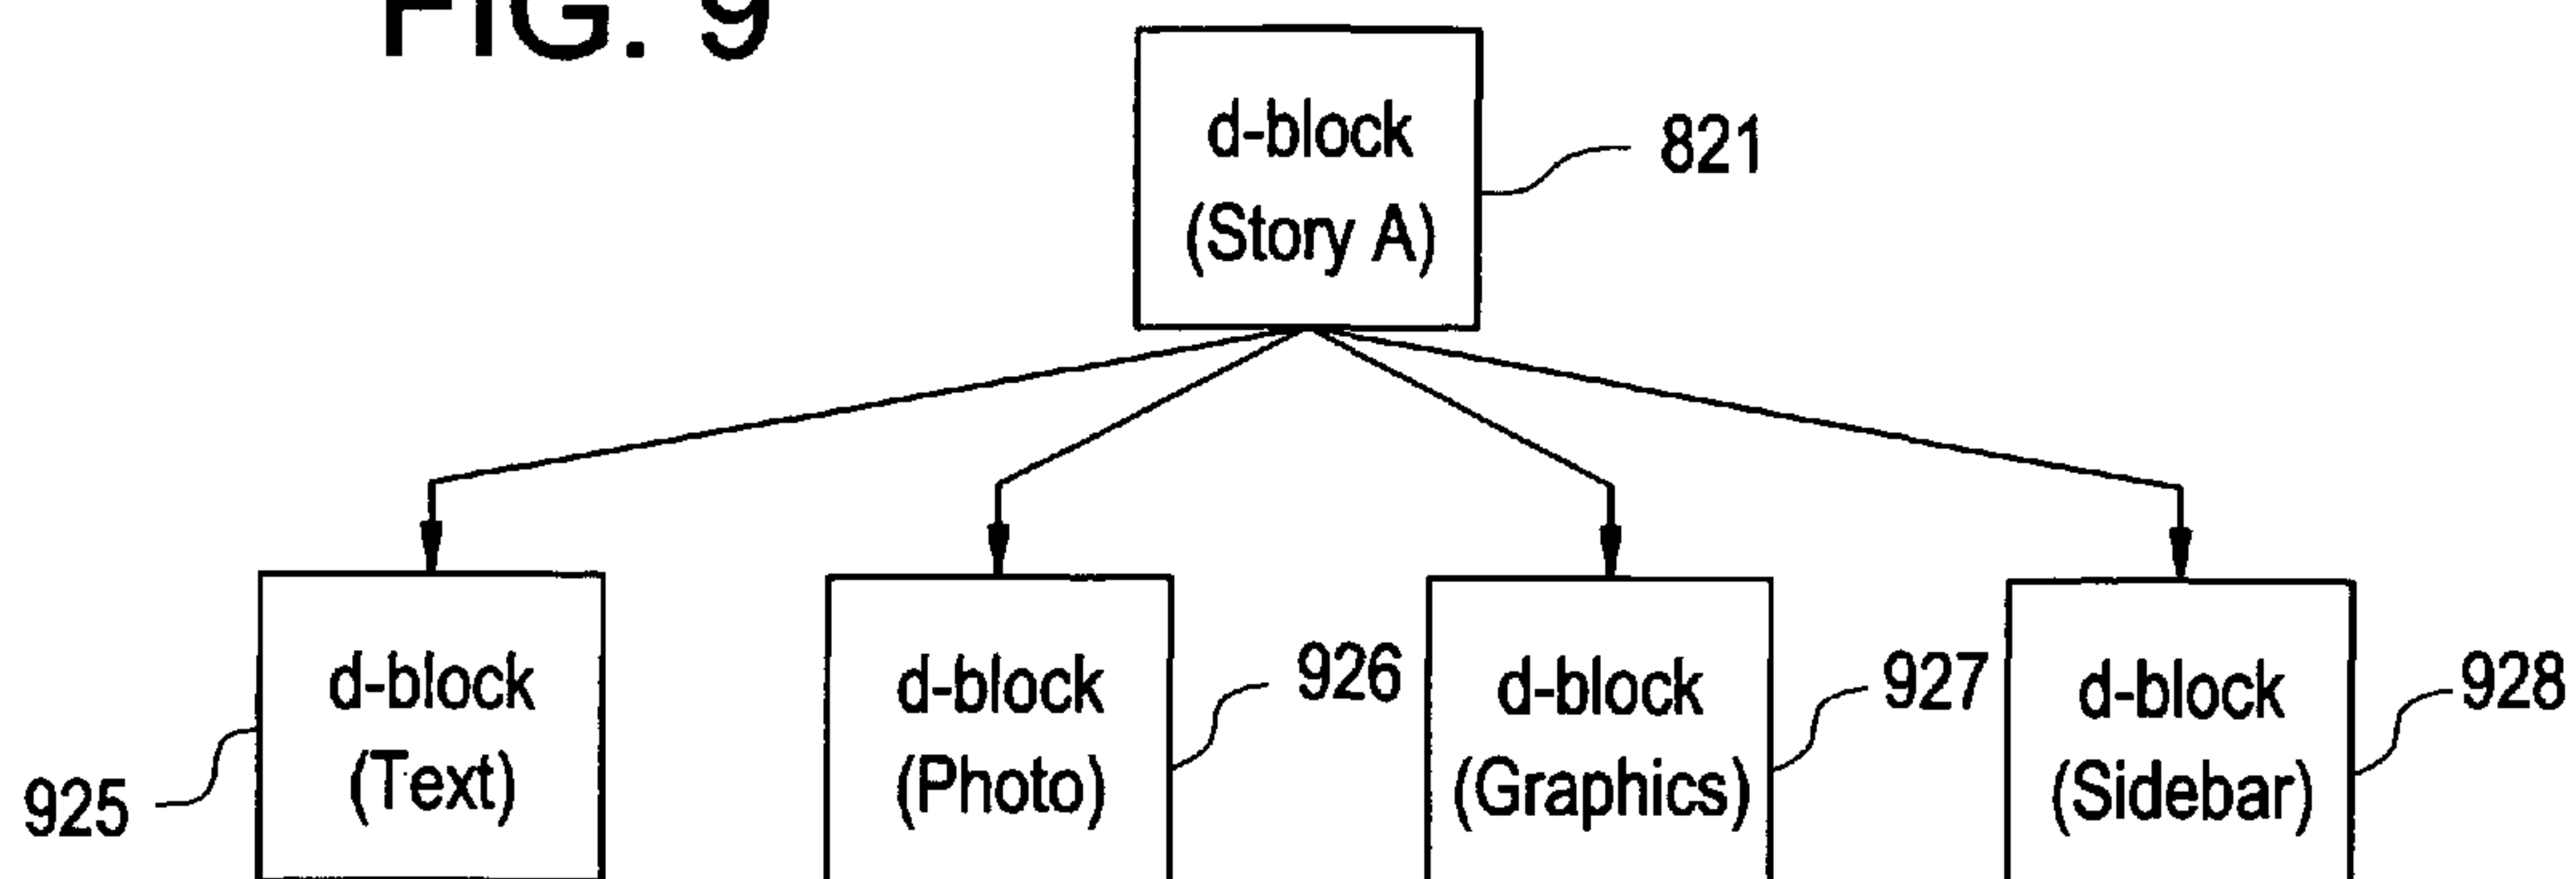 FIG. 9
d-block
(Story A)
821
d-block
(Text)
925
d-block
(Photo)
926
d-block
(Graphics)
927
d-block
(Sidebar)
928